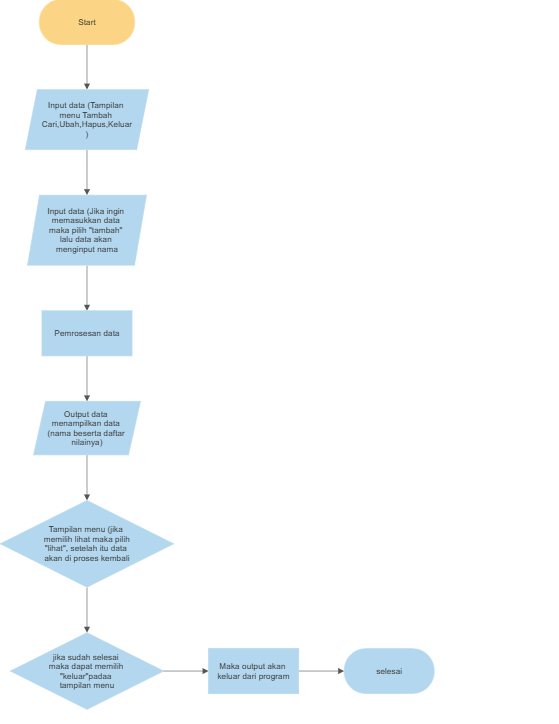 Start
Input data (Tampilan
menu Tambah
Cari,Ubah,Hapus,Keluar
)
Input data (Jika ingin
memasukkan data
maka pilih "tambah"
lalu data akan
menginput nama
Pemrosesan data
Output data
menampilkan data
(nama beserta daftar
nilainya)
Tampilan menu (jika
memilih lihat maka pilih
"lihat", setelah itu data
akan di proses kembali
jika sudah selesai
maka dapat memilih
"keluar"padaa
tampilan menu
Maka output akan
keluar dari program
selesai